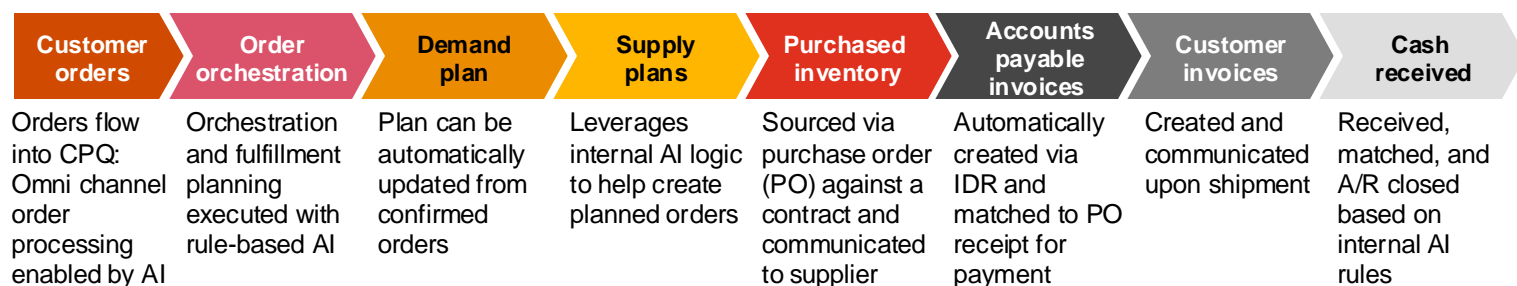 Customer
orders
Order
orchestration
Demand
plan
Supply
plans
Purchased
inventory
Accounts
payable
invoices
Customer
invoices
Cash
received
Orders flow
into CPQ:
Omni channel
order
processing
enabled by AI
Orchestration
and fulfillment
planning
executed with
rule-based AI
Plan can be
automatically
updated from
confirmed
orders
Leverages
internal AI logic
to help create
planned orders
Sourced via
purchase order
(PO) against a
contract and
communicated
to supplier
Automatically
created via
IDR and
matched to PO
receipt for
payment
Created and
communicated
upon shipment
Received,
matched, and
A/R closed
based on
internal AI
rules